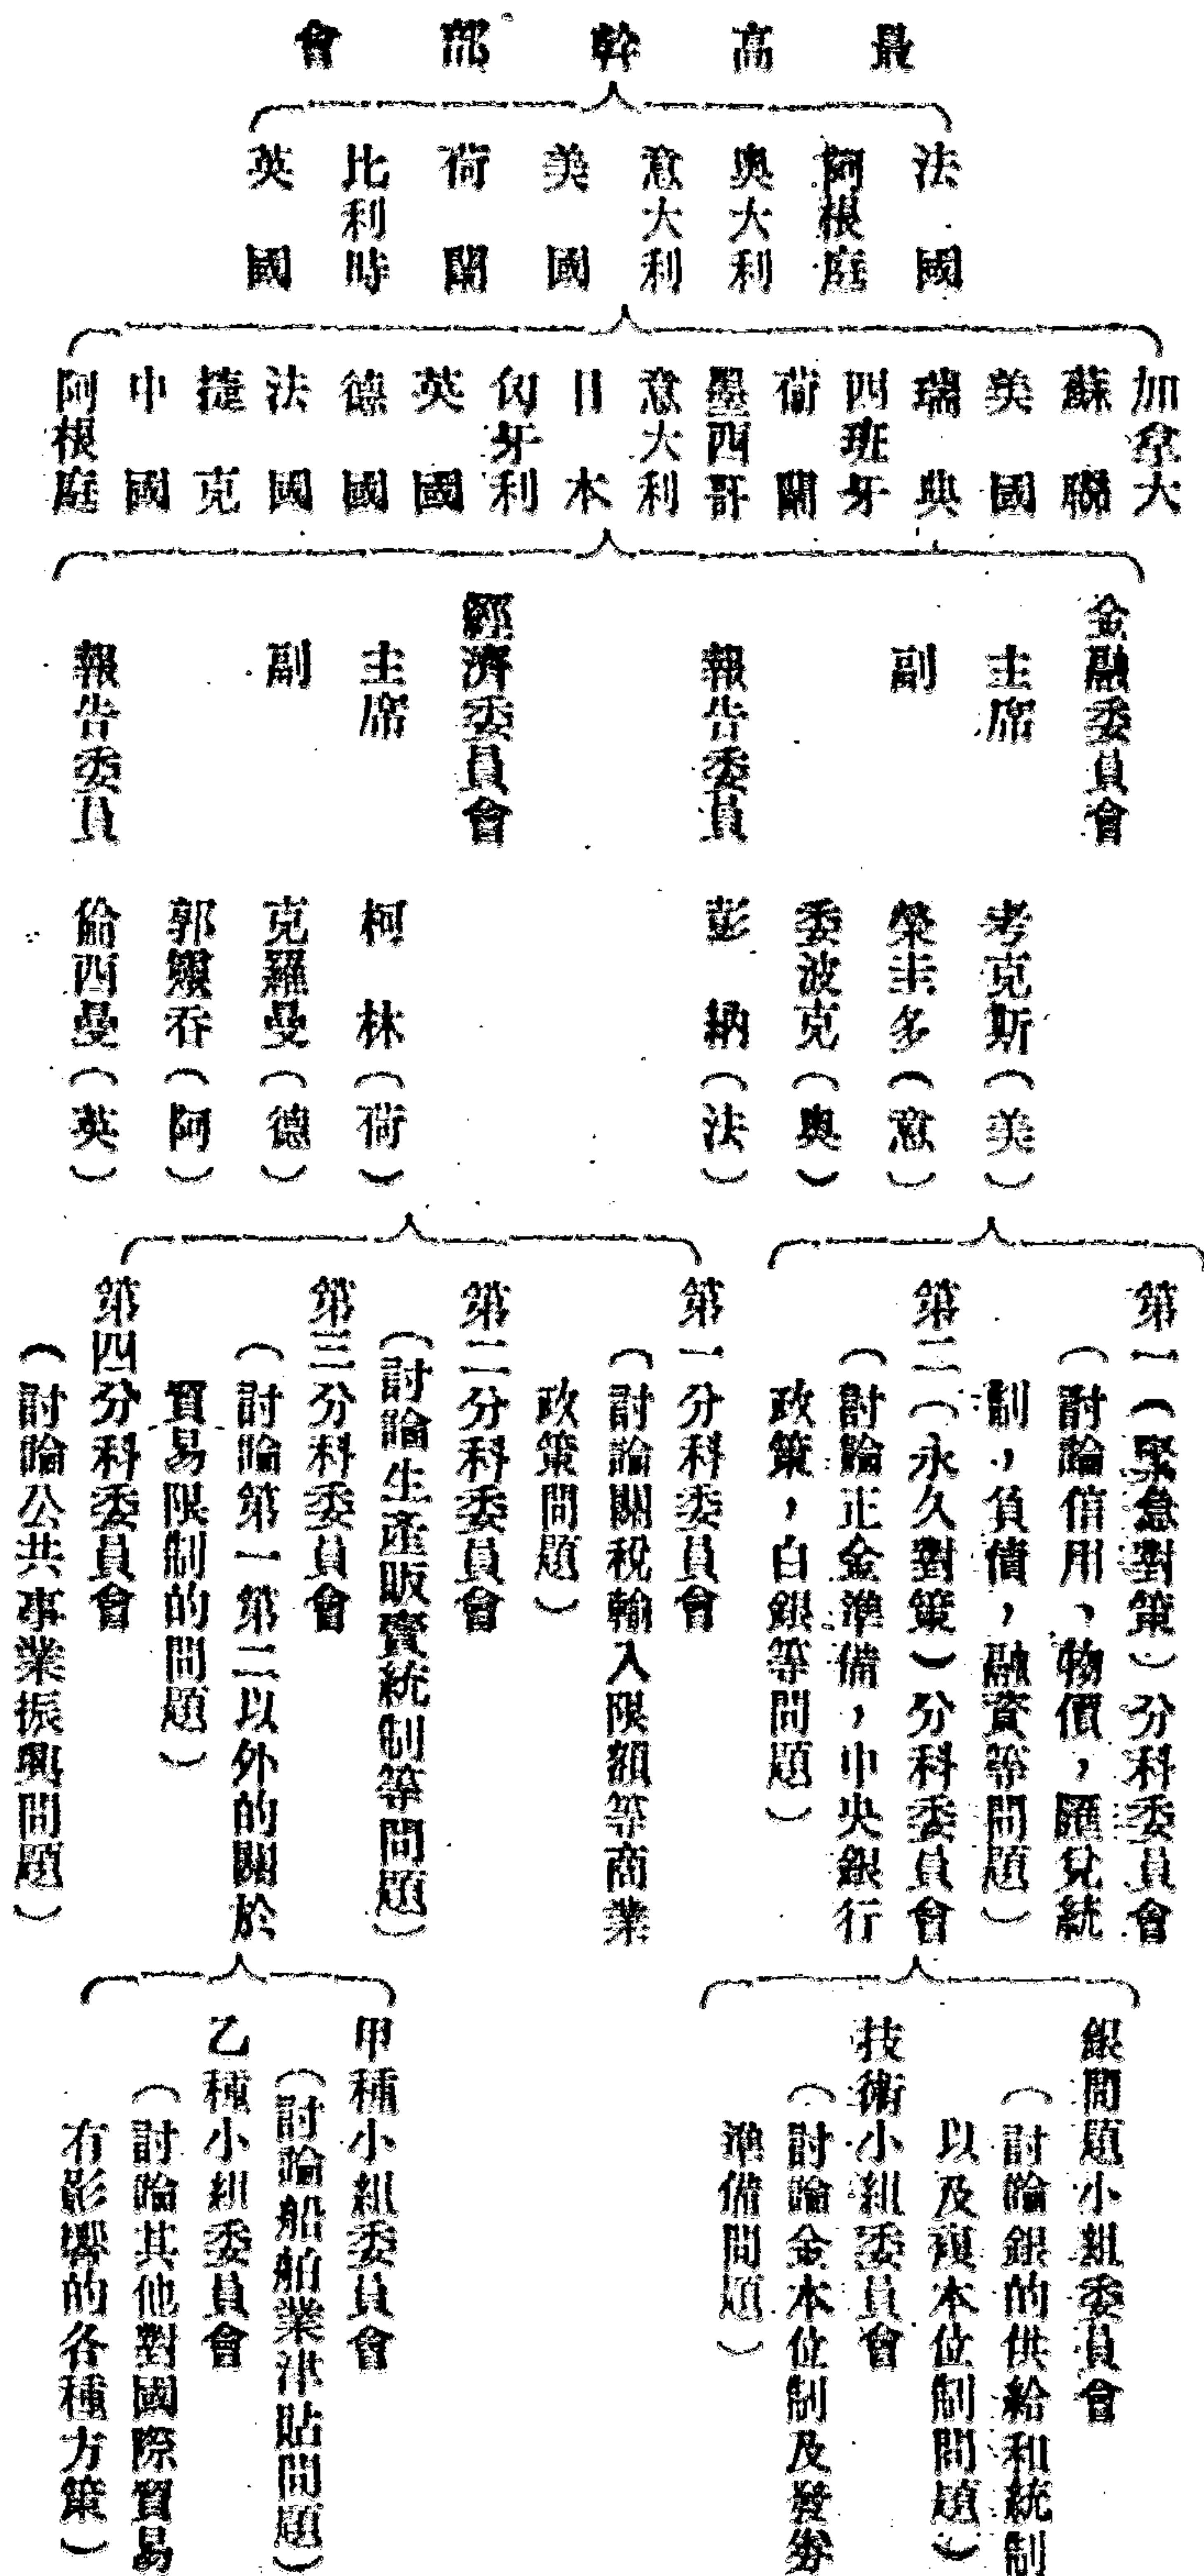 最高幹部會
法國
阿根庭
奧大利
意大利
美國
荷蘭
比利時
英國
加拿大
蘇聯
美國
瑞典
西班牙
荷蘭
墨西哥
意大利
日本
匈牙利
英國
德國
法國
捷克
中國
阿根庭
金融委員會
主席 考克斯（美）
副 榮圭多（意）
委波克（奧）
報告委員 彭納（法）
經濟委員會
主席 柯林（荷）
副 克羅曼（德）
郭吞（阿）
報告委員 倫西曼（英）
第一（緊急對策）分科委員會
（討論信用、物價，匯兌統
制，負債，融資等問題）
第二（永久對策）分科委員會
（討論正金準備，中央銀行
政策，白銀等問題）
第一分科委員會
（討論關稅輸入限額等商業
政策問題）
第二分科委員會
（討論生產販賣統制等問題）
第三分科委員會
（討論第一第二以外的關於
貿易限制的問題）
第四分科委員會
（討論公共事業振興問題）
銀問題小組委員會
（討論銀的供給和統制
以及複本位制問題）
技術小組委員會
（討論金本位制及發券
準備問題）
甲種小組委員會
（討論船舶業津貼問題）
乙種小組委員會
（討論其他對國際貿易
有影響的各種方策）